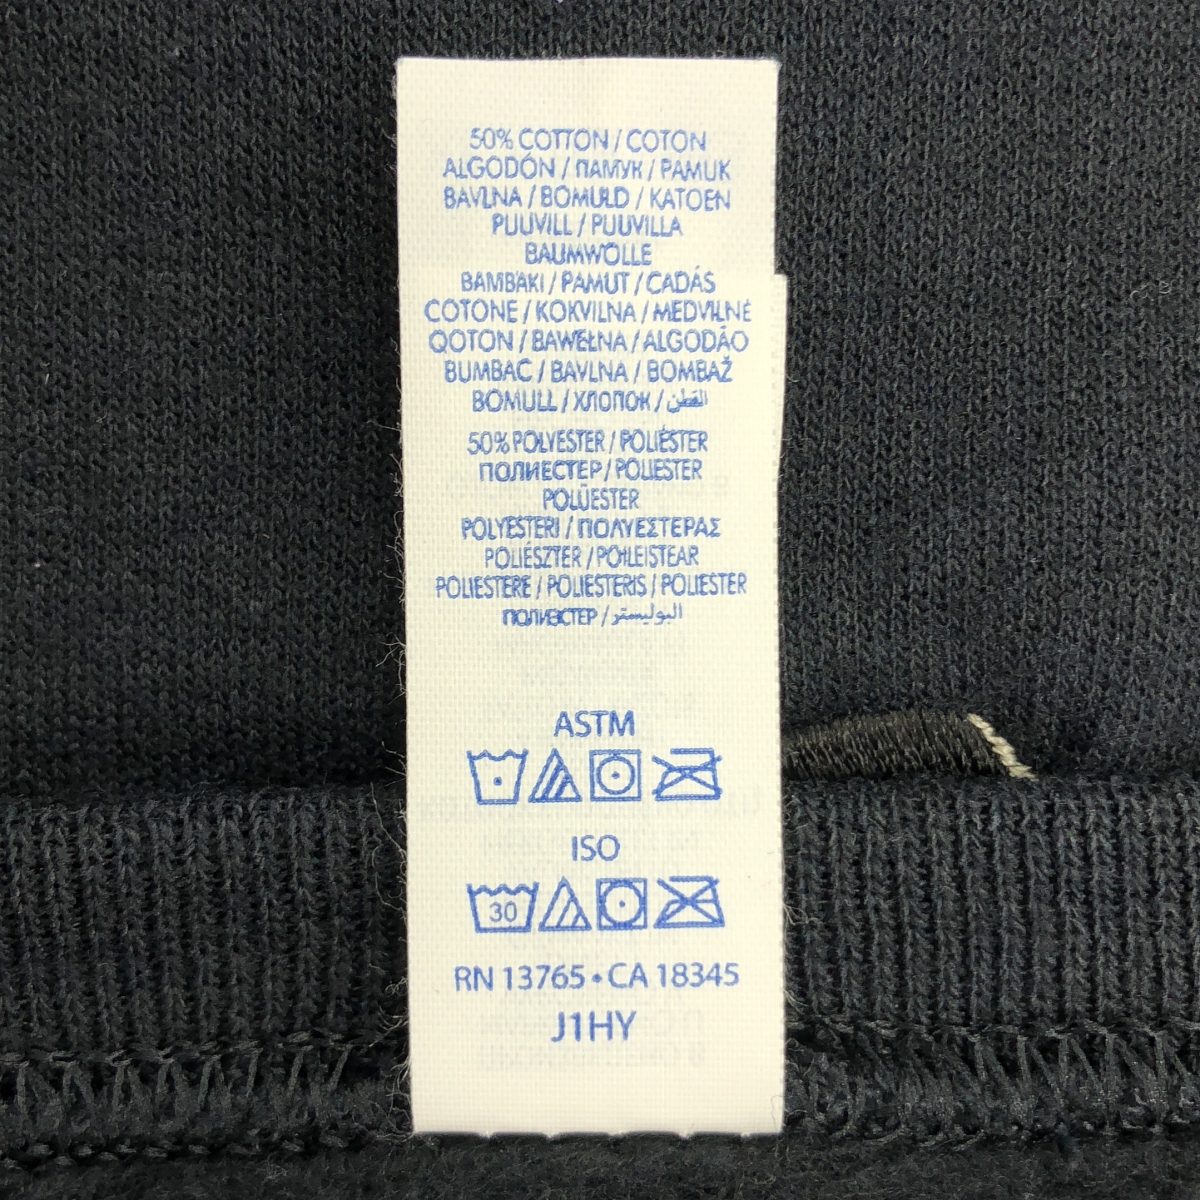 50% COTTON / COTON
ALGODÓN / ПАМУК / PAMUK
BAVLNA / BOMULD / KATOEN
PUUVILL / PUUVILLA
BAUMWOLLE
BAMBAKI / PAMUT / CADÁS
COTONE / KOKVILNA / MEDVILNĖ
QOTON / BAWEŁNA / ALGODÃO
BUMBAC / BAVLNA / BOMBAŽ
BOMULL / ХЛОПОК / القطن
50% POLYESTER / POLIÉSTER
ПОЛИЕСТЕР / POLIESTER
POLÜESTER
POLYESTERI / ΠΟΛΥΕΣΤΕΡΑΣ
POLIÉSZTER / POILEISTEAR
POLIESTERE / POLIESTERIS / POLIESTER
ПОЛИЭСТЕР / البوليستر
ASTM
ISO
30
RN 13765 • CA 18345
J1HY